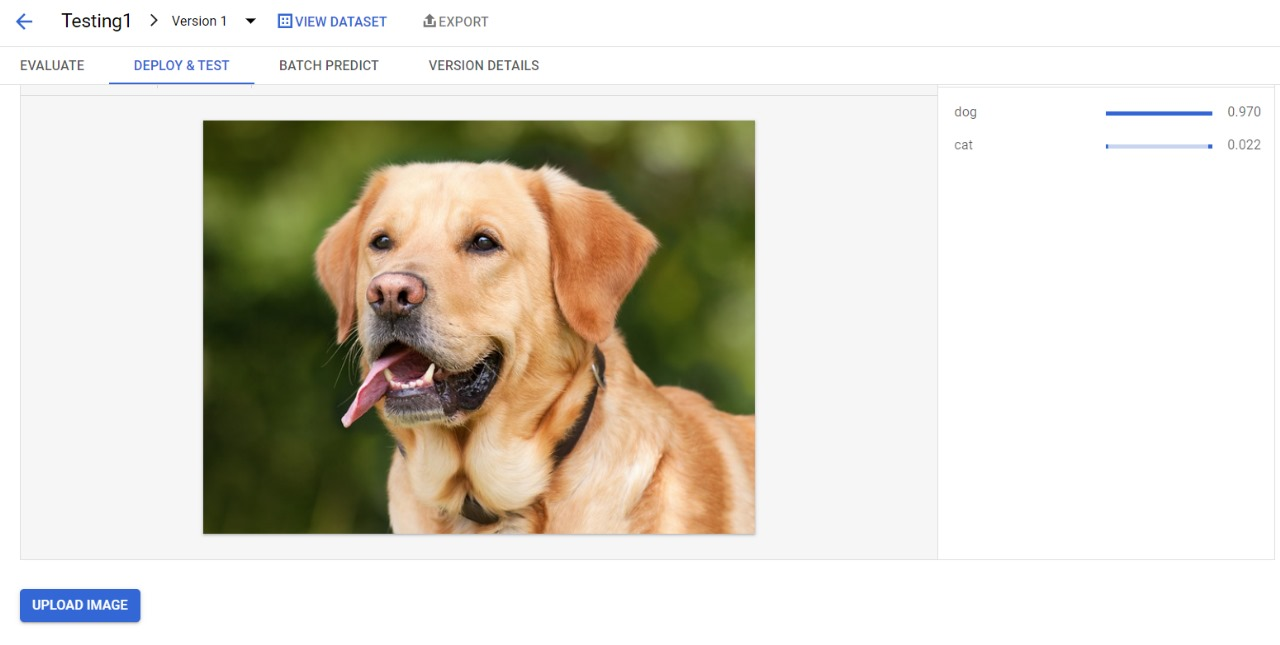 Testing1 Version 1 VIEW DATASET EXPORT
EVALUATE DEPLOY & TEST BATCH PREDICT VERSION DETAILS
dog 0.970
cat 0.022
UPLOAD IMAGE